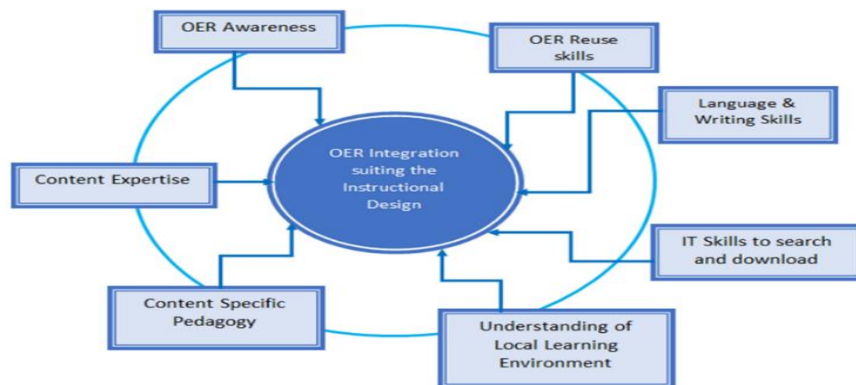 OER Awareness
OER Reuse
skills
Language &
Writing Skills
OER Integration
suiting the
Instructional
Design
Content Expertise
IT Skills to search
and download
Content Specific
Pedagogy
Understanding of
Local Learning
Environment